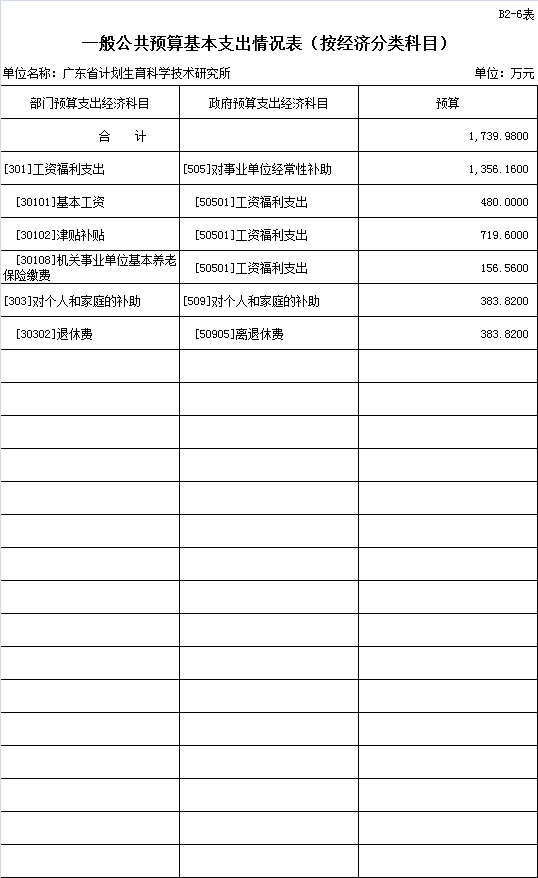 B2-6表
一般公共预算基本支出情况表（按经济分类科目）
单位名称：广东省计划生育科学技术研究所 单位：万元
部门预算支出经济科目 政府预算支出经济科目 预算
合 计 1,739.9800
[301]工资福利支出 [505]对事业单位经常性补助 1,356.1600
[30101]基本工资 [50501]工资福利支出 480.0000
[30102]津贴补贴 [50501]工资福利支出 719.6000
[30108]机关事业单位基本养老
保险缴费 [50501]工资福利支出 156.5600
[303]对个人和家庭的补助 [509]对个人和家庭的补助 383.8200
[30302]退休费 [50905]离退休费 383.8200